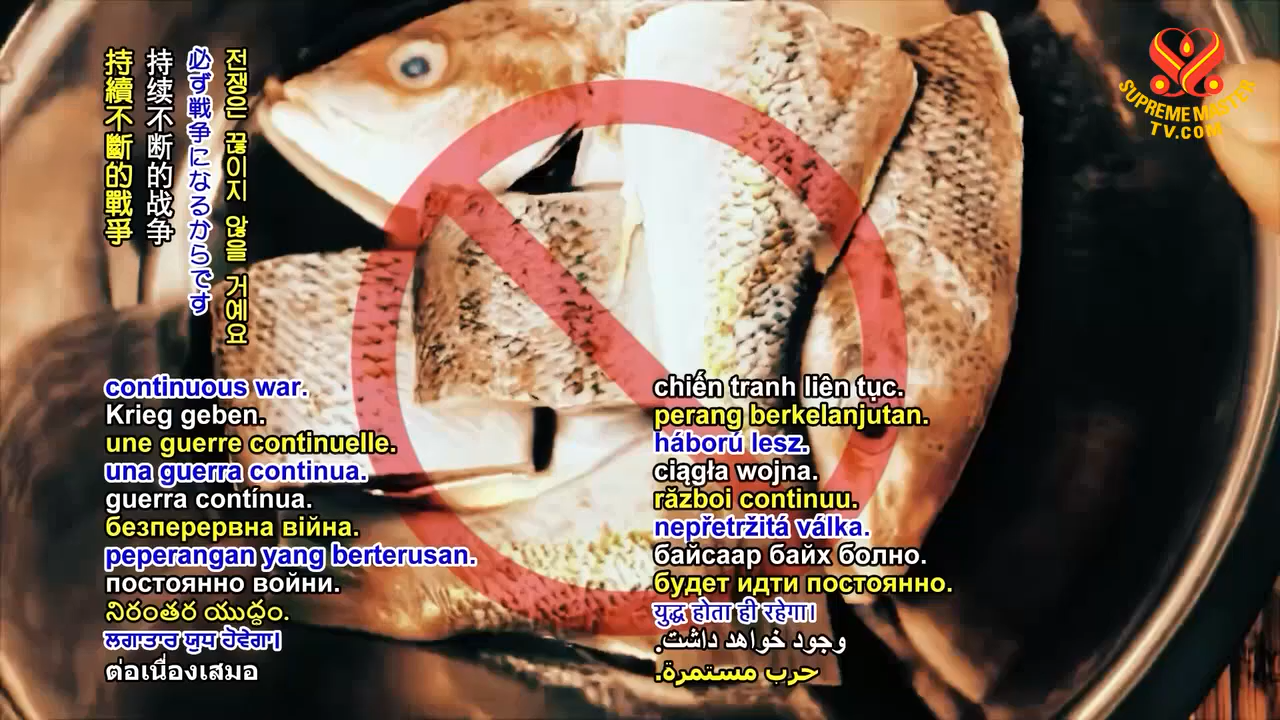 전쟁은 끊이지 않을 거예요
必ず戦争になるからです
持续不断的战争
持續不斷的戰爭
SUPREME MASTER
TV.COM
continuous war.
Krieg geben.
une guerre continuelle.
una guerra continua.
guerra contínua.
безперервна війна.
peperangan yang berterusan.
постоянно войни.
నిరంతర యుద్ధం.
ਲਗਾਤਾਰ ਯੁਧ ਹੋਵੇਗਾ।
ต่อเนื่องเสมอ
chiến tranh liên tục.
perang berkelanjutan.
háború lesz.
ciągła wojna.
război continuu.
nepřetržitá válka.
байсаар байх болно.
будет идти постоянно.
युद्ध होता ही रहेगा।
وجود خواهد داشت.
حرب مستمرة.